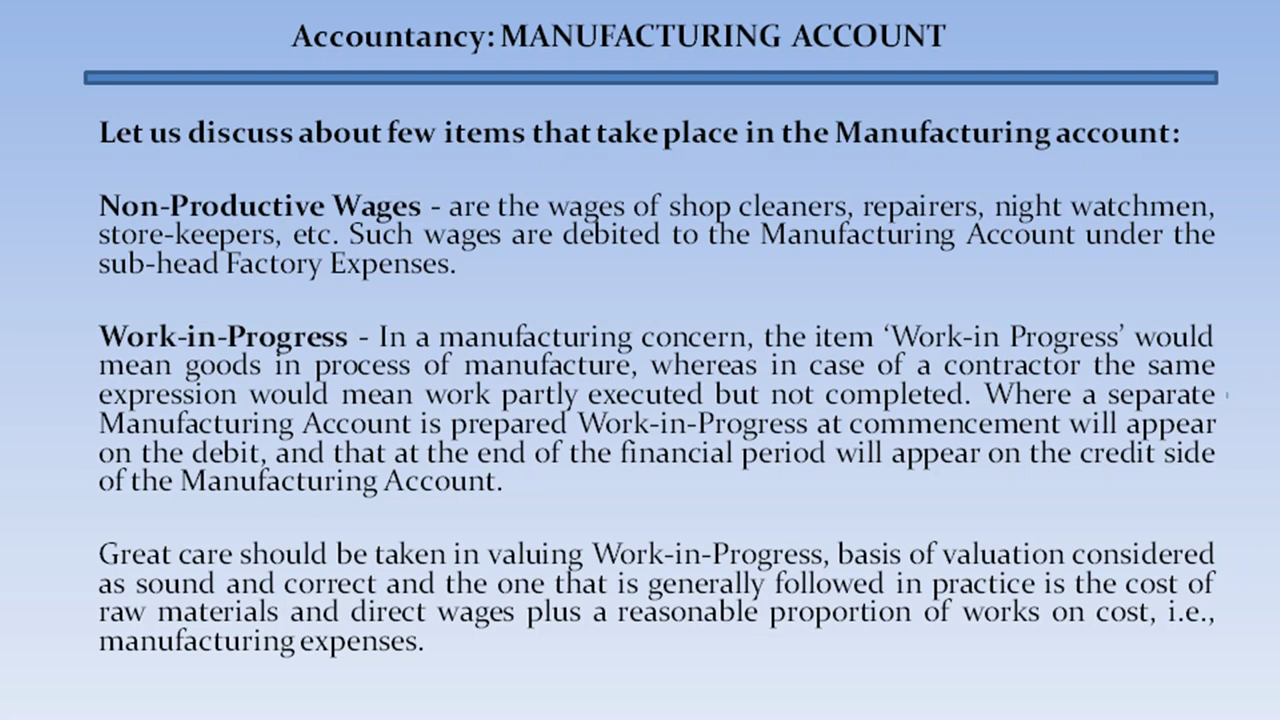 Accountancy: MANUFACTURING ACCOUNT
Let us discuss about few items that take place in the Manufacturing account:
Non-Productive Wages - are the wages of shop cleaners, repairers, night watchmen,
store-keepers, etc. Such wages are debited to the Manufacturing Account under the
sub-head Factory Expenses.
Work-in-Progress - In a manufacturing concern, the item ‘Work-in Progress’ would
mean goods in process of manufacture, whereas in case of a contractor the same
expression would mean work partly executed but not completed. Where a separate
Manufacturing Account is prepared Work-in-Progress at commencement will appear
on the debit, and that at the end of the financial period will appear on the credit side
of the Manufacturing Account.
Great care should be taken in valuing Work-in-Progress, basis of valuation considered
as sound and correct and the one that is generally followed in practice is the cost of
raw materials and direct wages plus a reasonable proportion of works on cost, i.e.,
manufacturing expenses.